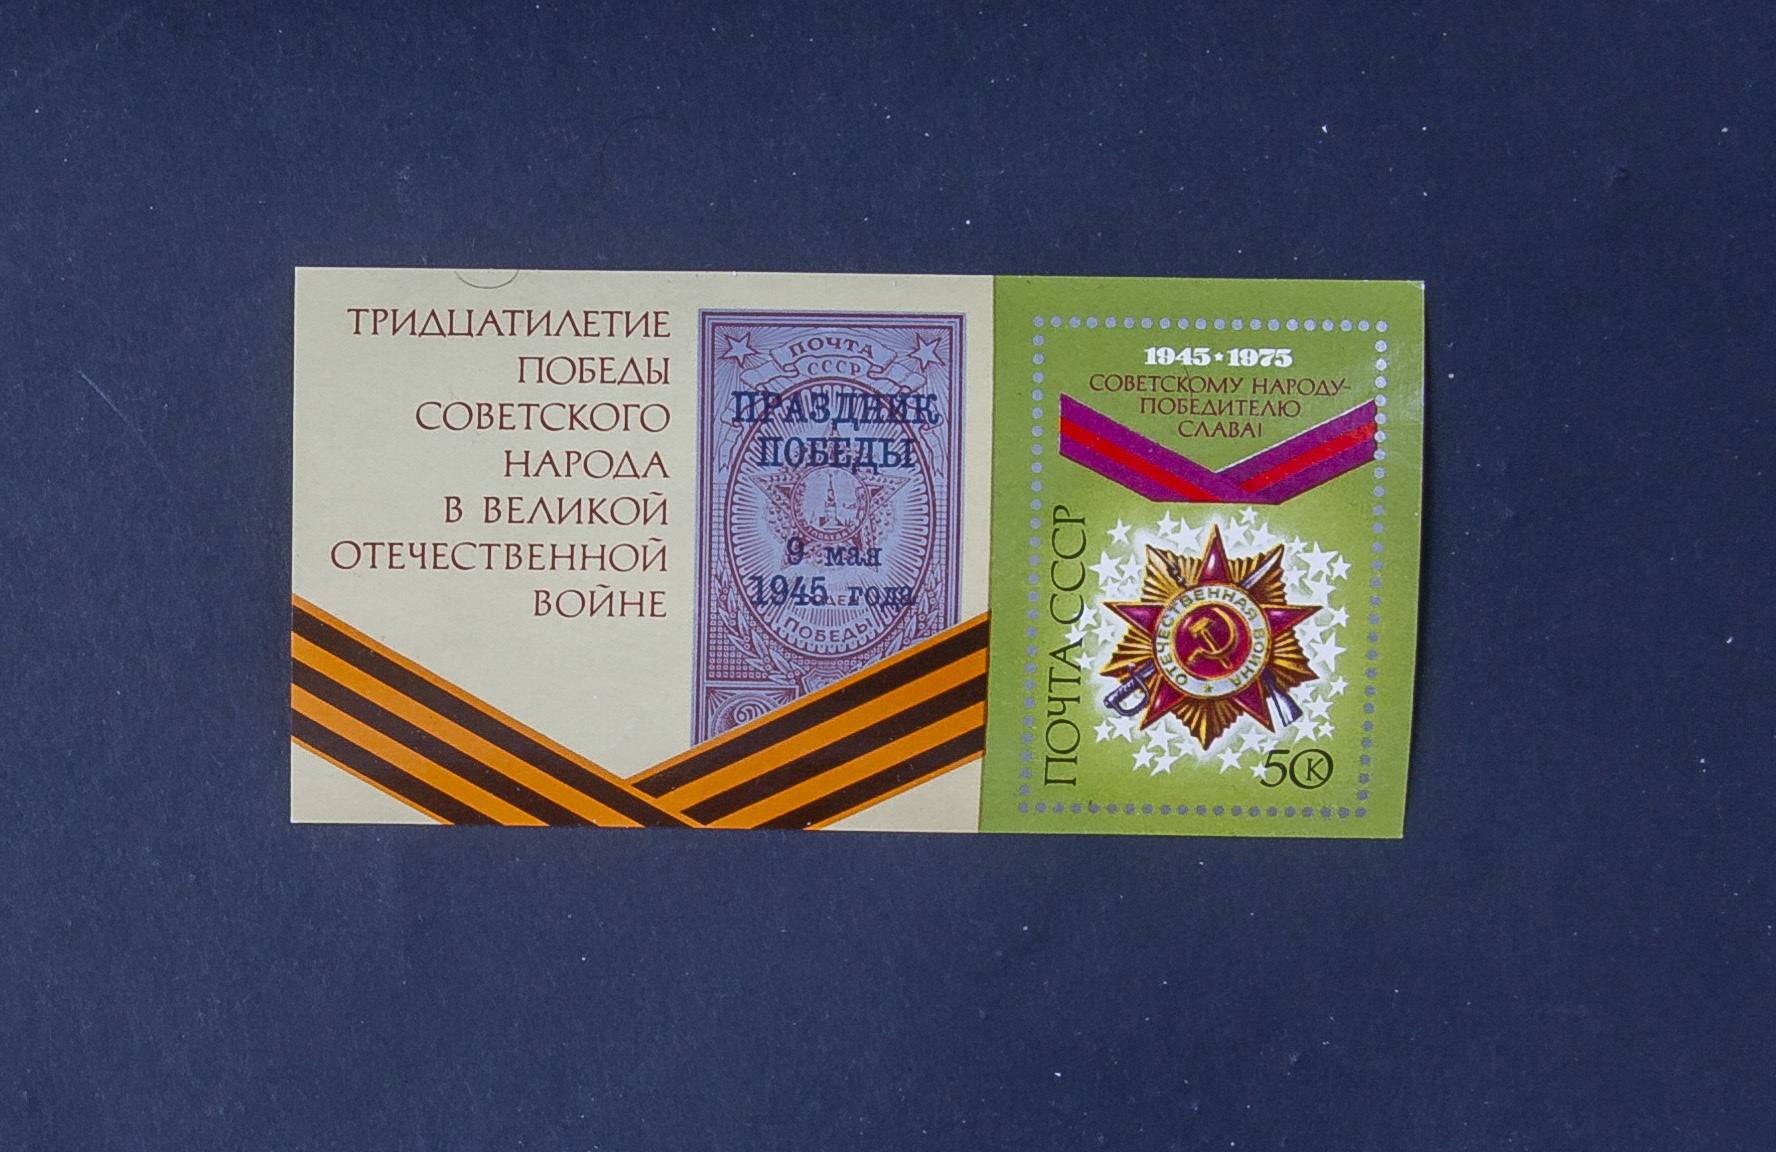 ТРИДЦАТИЛЕТИЕ
ПОБЕДЫ
СОВЕТСКОГО
НАРОДА
В ВЕЛИКОЙ
ОТЕЧЕСТВЕННОЙ
ВОЙНЕ
ПОЧТА
СССР
ПРАЗДНИК
ПОБЕДЫ
9 мая
1945 года
ПОБЕДЫ
1945★1975
СОВЕТСКОМУ НАРОДУ-
ПОБЕДИТЕЛЮ
СЛАВА!
ПОЧТА СССР
ОТЕЧЕСТВЕННАЯ ВОЙНА
50К